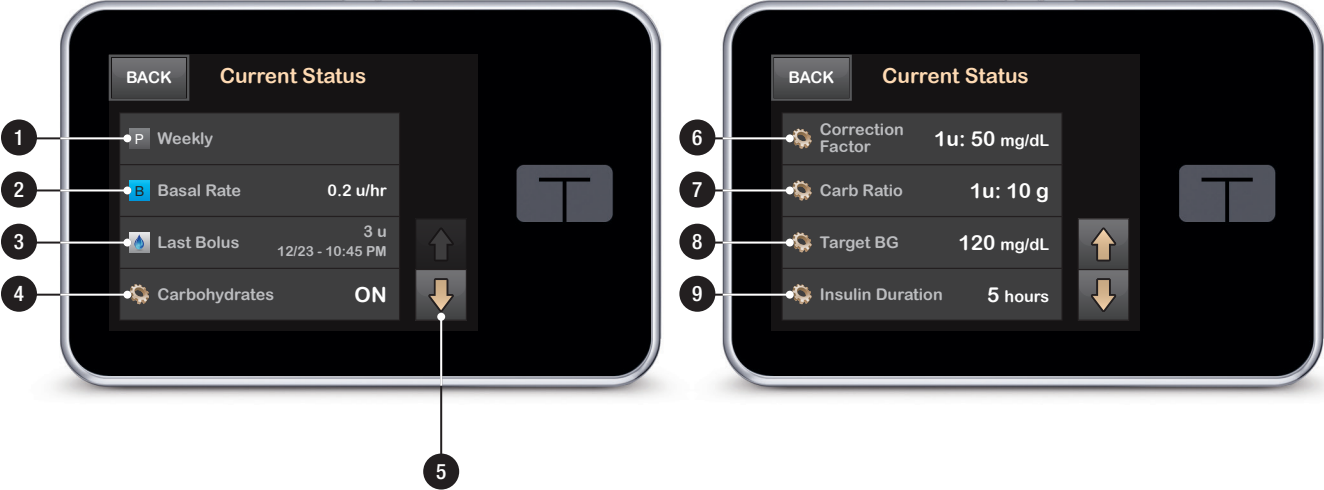 BACK Current Status
1 P Weekly
2 B Basal Rate 0.2 u/hr
3 Last Bolus 3 u
12/23 - 10:45 PM
4 Carbohydrates ON
5
BACK Current Status
6 Correction
Factor 1u: 50 mg/dL
7 Carb Ratio 1u: 10 g
8 Target BG 120 mg/dL
9 Insulin Duration 5 hours